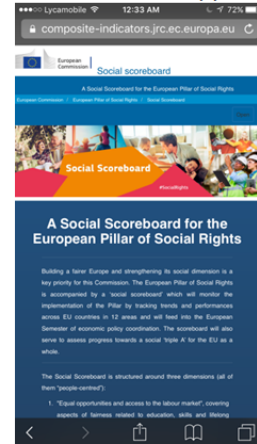 Lycamobile 12:33 AM 72%
composite-indicators.jrc.ec.europa.eu
European
Commission
Social scoreboard
A Social Scoreboard for the European Pillar of Social Rights
European Commission / European Pillar of Social Rights / Social Scoreboard
Social Scoreboard
#SocialRights
A Social Scoreboard for the
European Pillar of Social Rights
Building a fairer Europe and strengthening its social dimension is a
key priority for this Commission. The European Pillar of Social Rights
is accompanied by a 'social scoreboard' which will monitor the
implementation of the Pillar by tracking trends and performances
across EU countries in 12 areas and will feed into the European
Semester of economic policy coordination. The scoreboard will also
serve to assess progress towards a social 'triple A' for the EU as a
whole.
The Social Scoreboard is structured around three dimensions (all of
them "people-centred"):
1. "Equal opportunities and access to the labour market", covering
aspects of fairness related to education, skills and lifelong